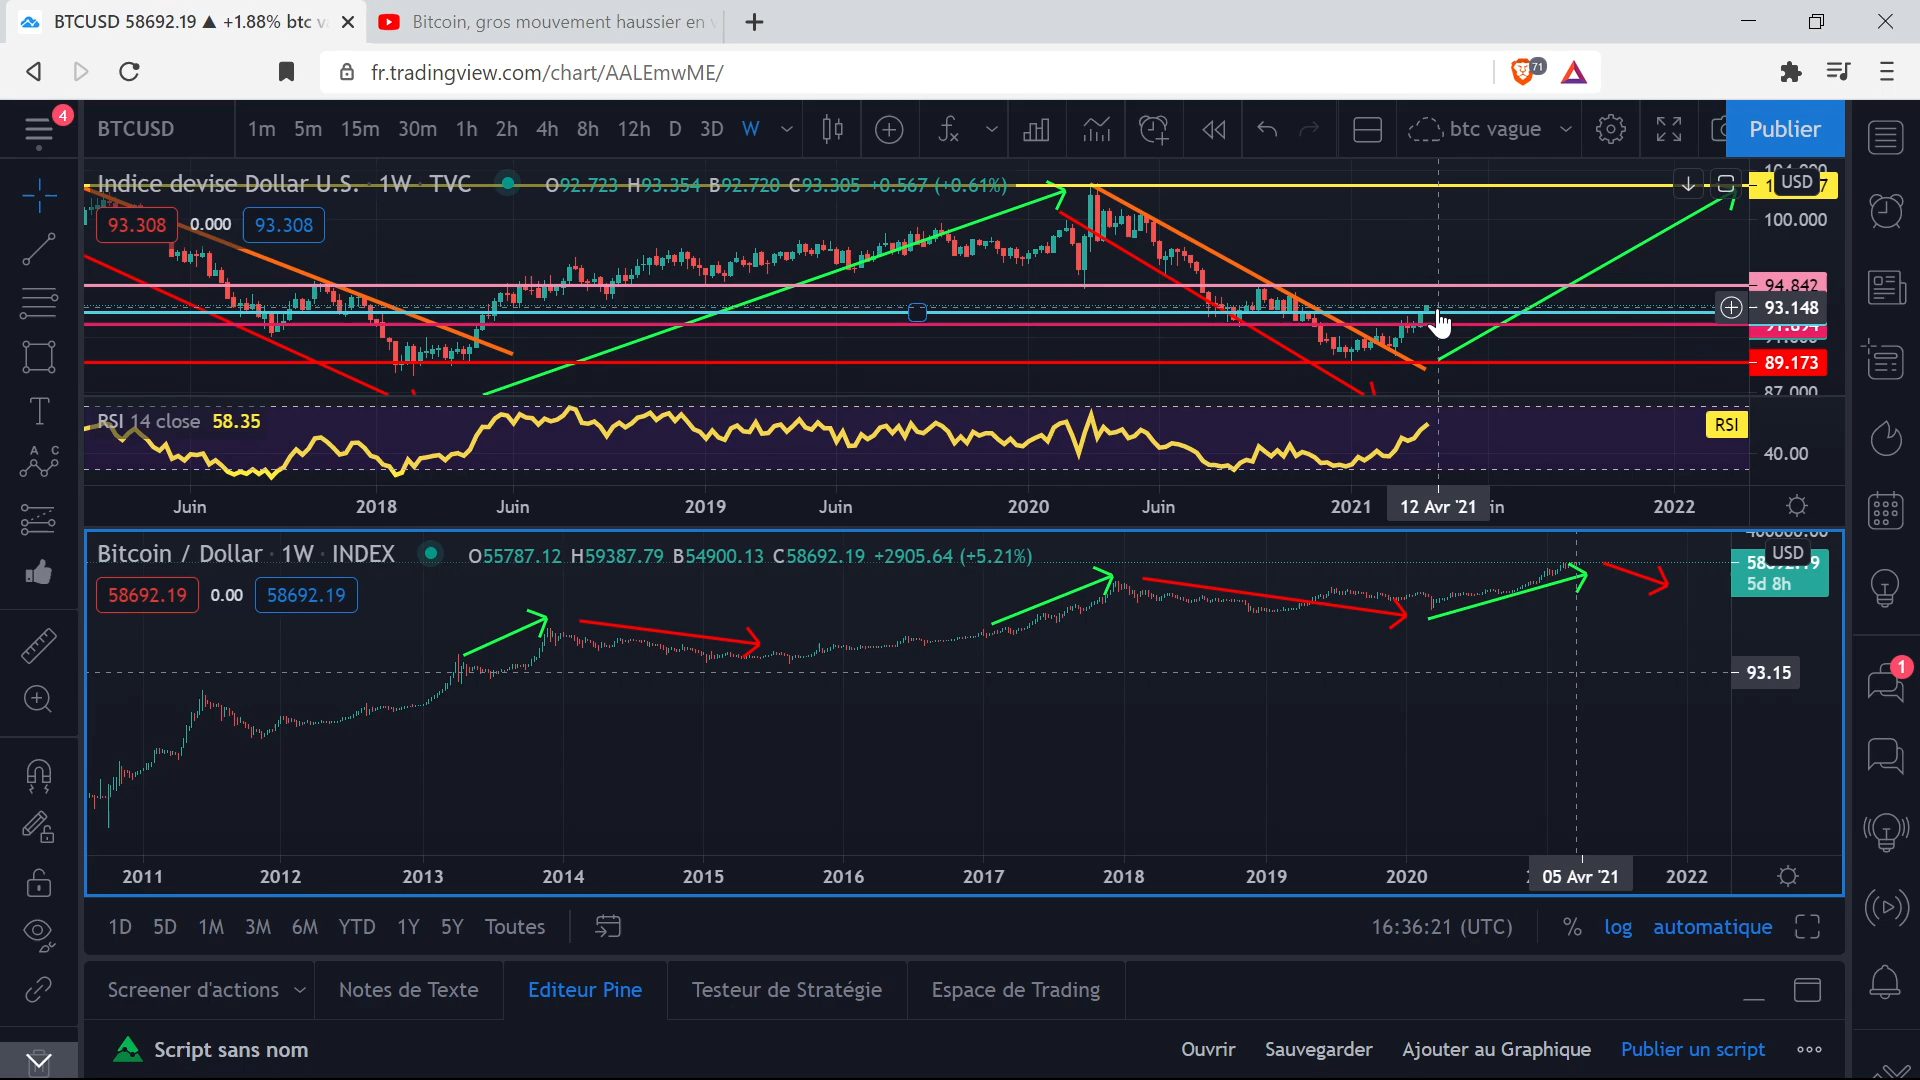 BTCUSD 58692.19 ▲ +1.88% btc v
Bitcoin, gros mouvement haussier en v
71
fr.tradingview.com/chart/AALEmwME/
4
BTCUSD 1m 5m 15m 30m 1h 2h 4h 8h 12h D 3D W
btc vague
Publier
Indice devise Dollar U.S. · 1W · TVC
O92.723 H93.354 B92.720 C93.305 +0.567 (+0.61%)
93.308 0.000 93.308
USD
100.000
94.842
93.148
89.173
87.000
RSI 14 close 58.35
RSI
40.00
Juin 2018 Juin 2019 Juin 2020 Juin 2021 12 Avr '21 in 2022
Bitcoin / Dollar · 1W · INDEX
O55787.12 H59387.79 B54900.13 C58692.19 +2905.64 (+5.21%)
58692.19 0.00 58692.19
USD
5d 8h
93.15
A C
1
2011 2012 2013 2014 2015 2016 2017 2018 2019 2020 05 Avr '21 2022
1D 5D 1M 3M 6M YTD 1Y 5Y Toutes
16:36:21 (UTC) % log automatique
Screener d'actions Notes de Texte Editeur Pine Testeur de Stratégie Espace de Trading
Script sans nom
Ouvrir Sauvegarder Ajouter au Graphique Publier un script